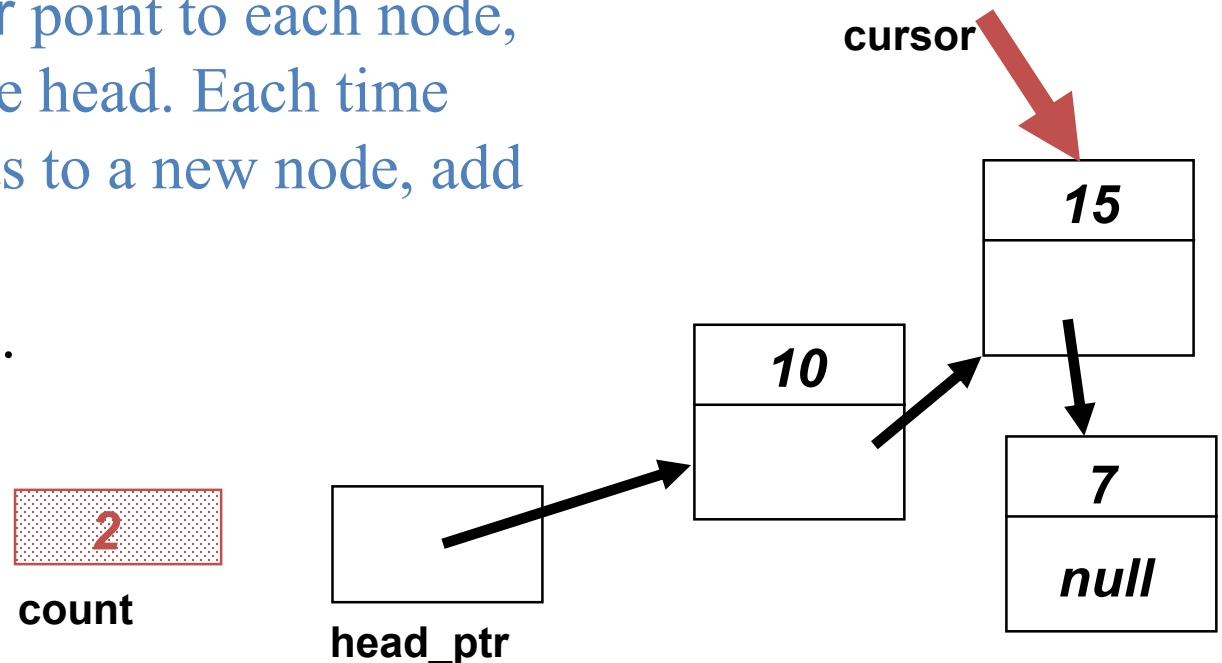 r point to each node,
e head. Each time
s to a new node, add
.
cursor
15
10
7
null
2
count
head_ptr